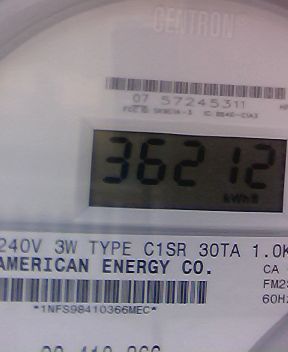 CENTRON®
07 57245311
36212
kWh
240V 3W TYPE C1SR 30TA 1.0K
AMERICAN ENERGY CO.
CA
FM2S
60Hz
*1NFS98410366MEC*